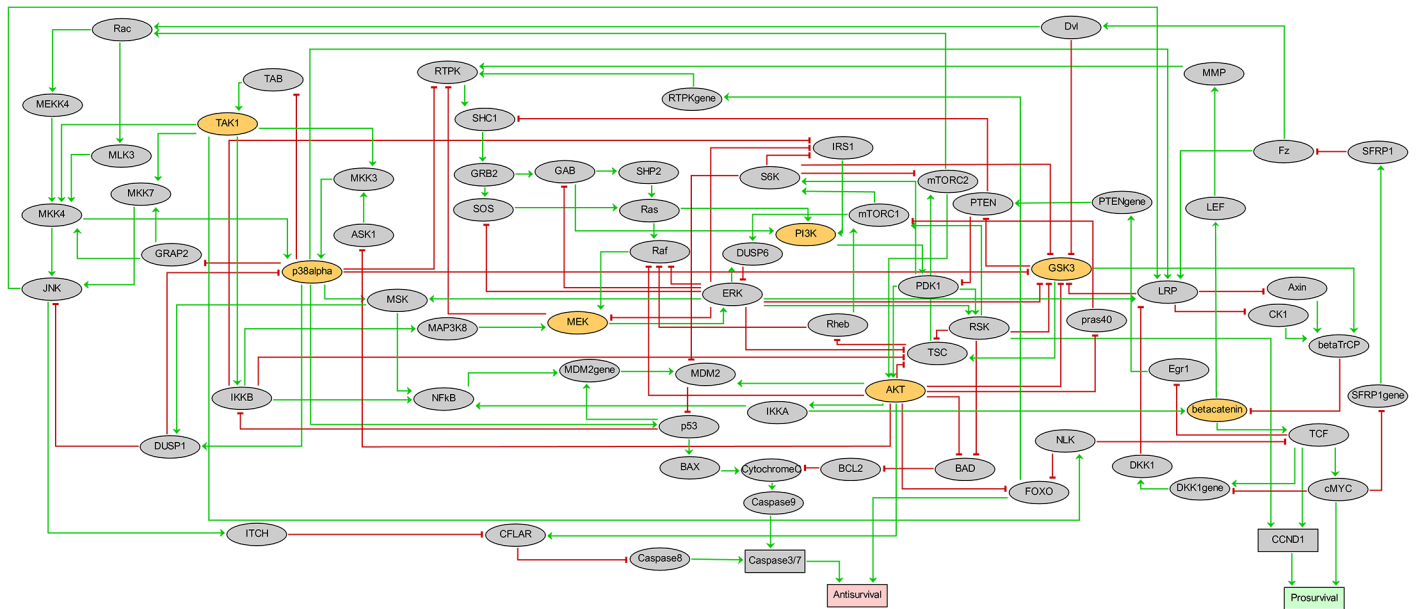 Rac
Dvl
TAB
RTPK
MMP
MEKK4
RTPKgene
TAK1
SHC1
MLK3
IRS1
Fz
SFRP1
MKK7
MKK3
GRB2
GAB
SHP2
S6K
mTORC2
MKK4
SOS
Ras
mTORC1
PTEN
PTENgene
LEF
ASK1
PI3K
GRAP2
p38alpha
Raf
DUSP6
GSK3
JNK
MSK
ERK
PDK1
LRP
Axin
MAP3K8
MEK
Rheb
RSK
pras40
CK1
TSC
betaTrCP
IKKB
NFkB
MDM2gene
MDM2
AKT
Egr1
SFRP1gene
IKKA
betacatenin
DUSP1
p53
NLK
TCF
BAX
CytochromeC
BCL2
BAD
DKK1
FOXO
DKK1gene
cMYC
Caspase9
ITCH
CFLAR
CCND1
Caspase8
Caspase3/7
Antisurvival
Prosurvival